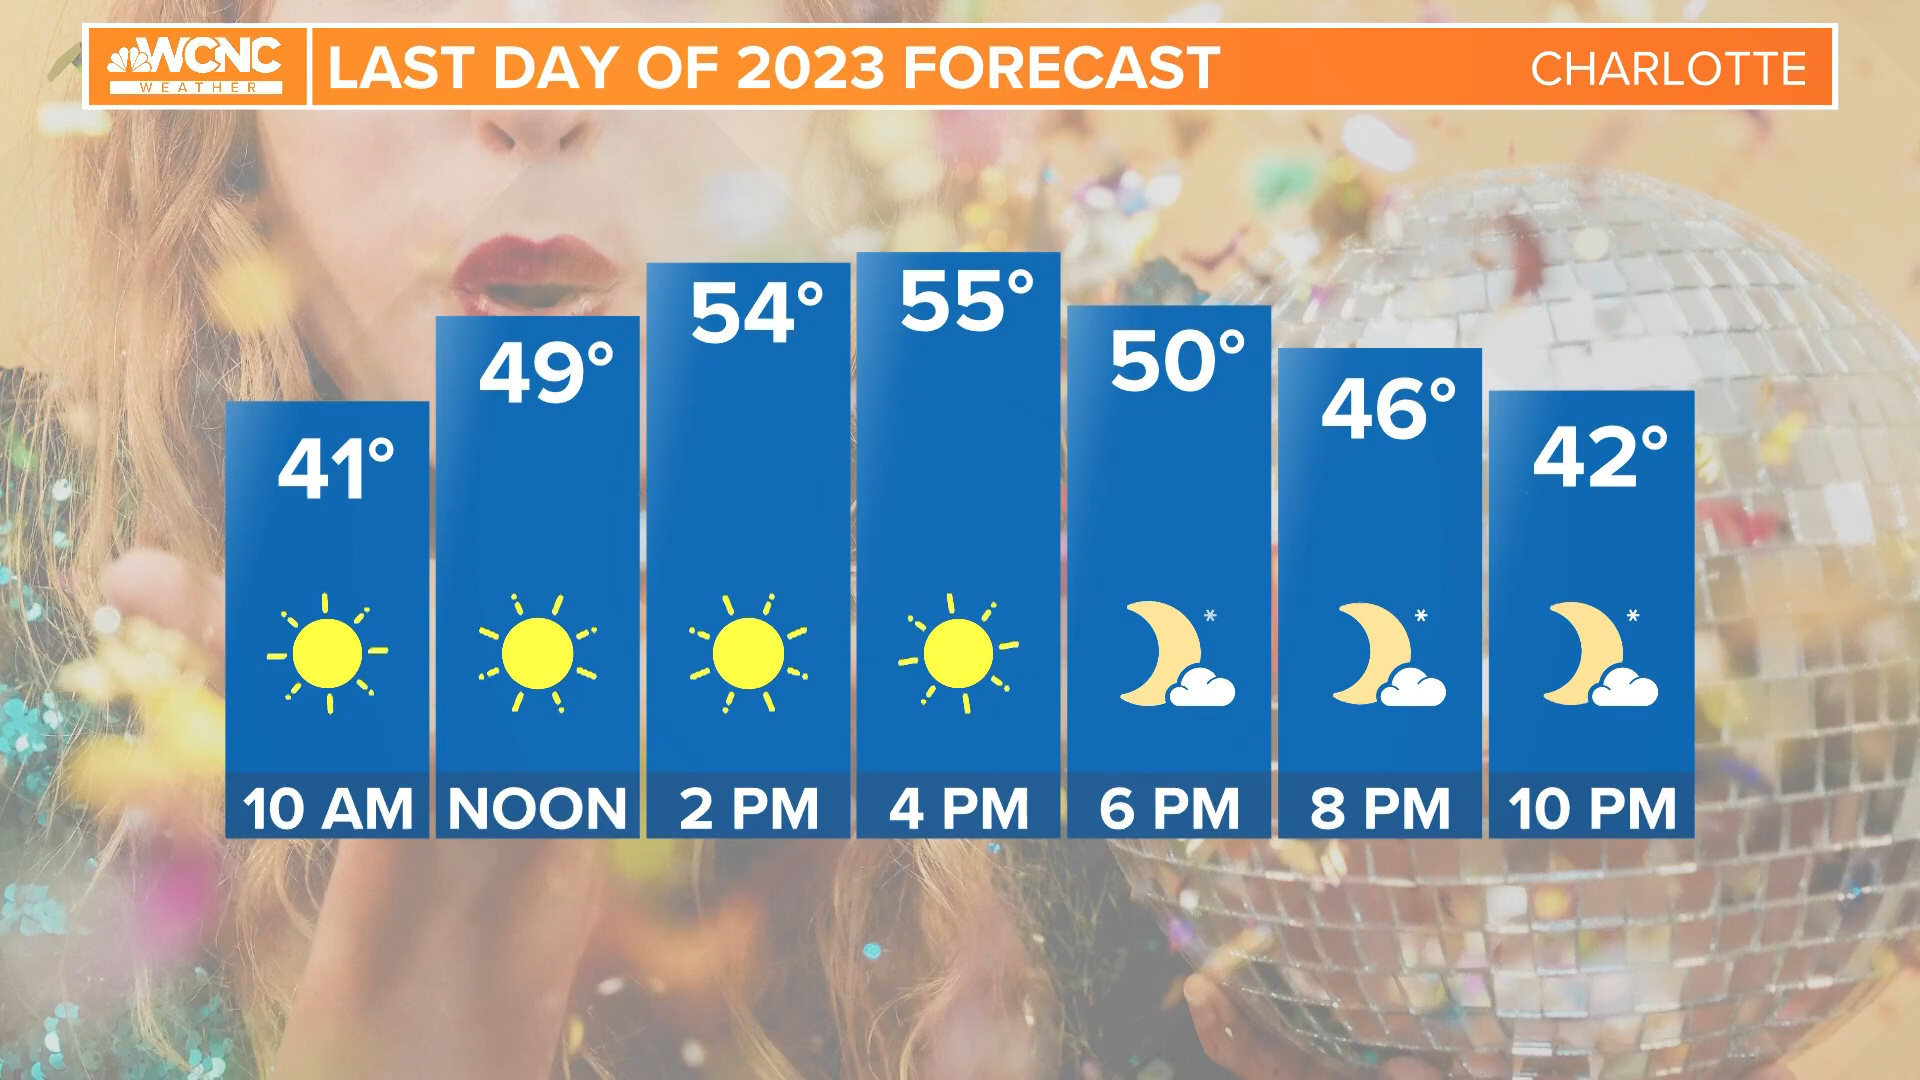 WCNC
WEATHER
LAST DAY OF 2023 FORECAST
CHARLOTTE
41°
49°
54°
55°
50°
46°
42°
10 AM
NOON
2 PM
4 PM
6 PM
8 PM
10 PM